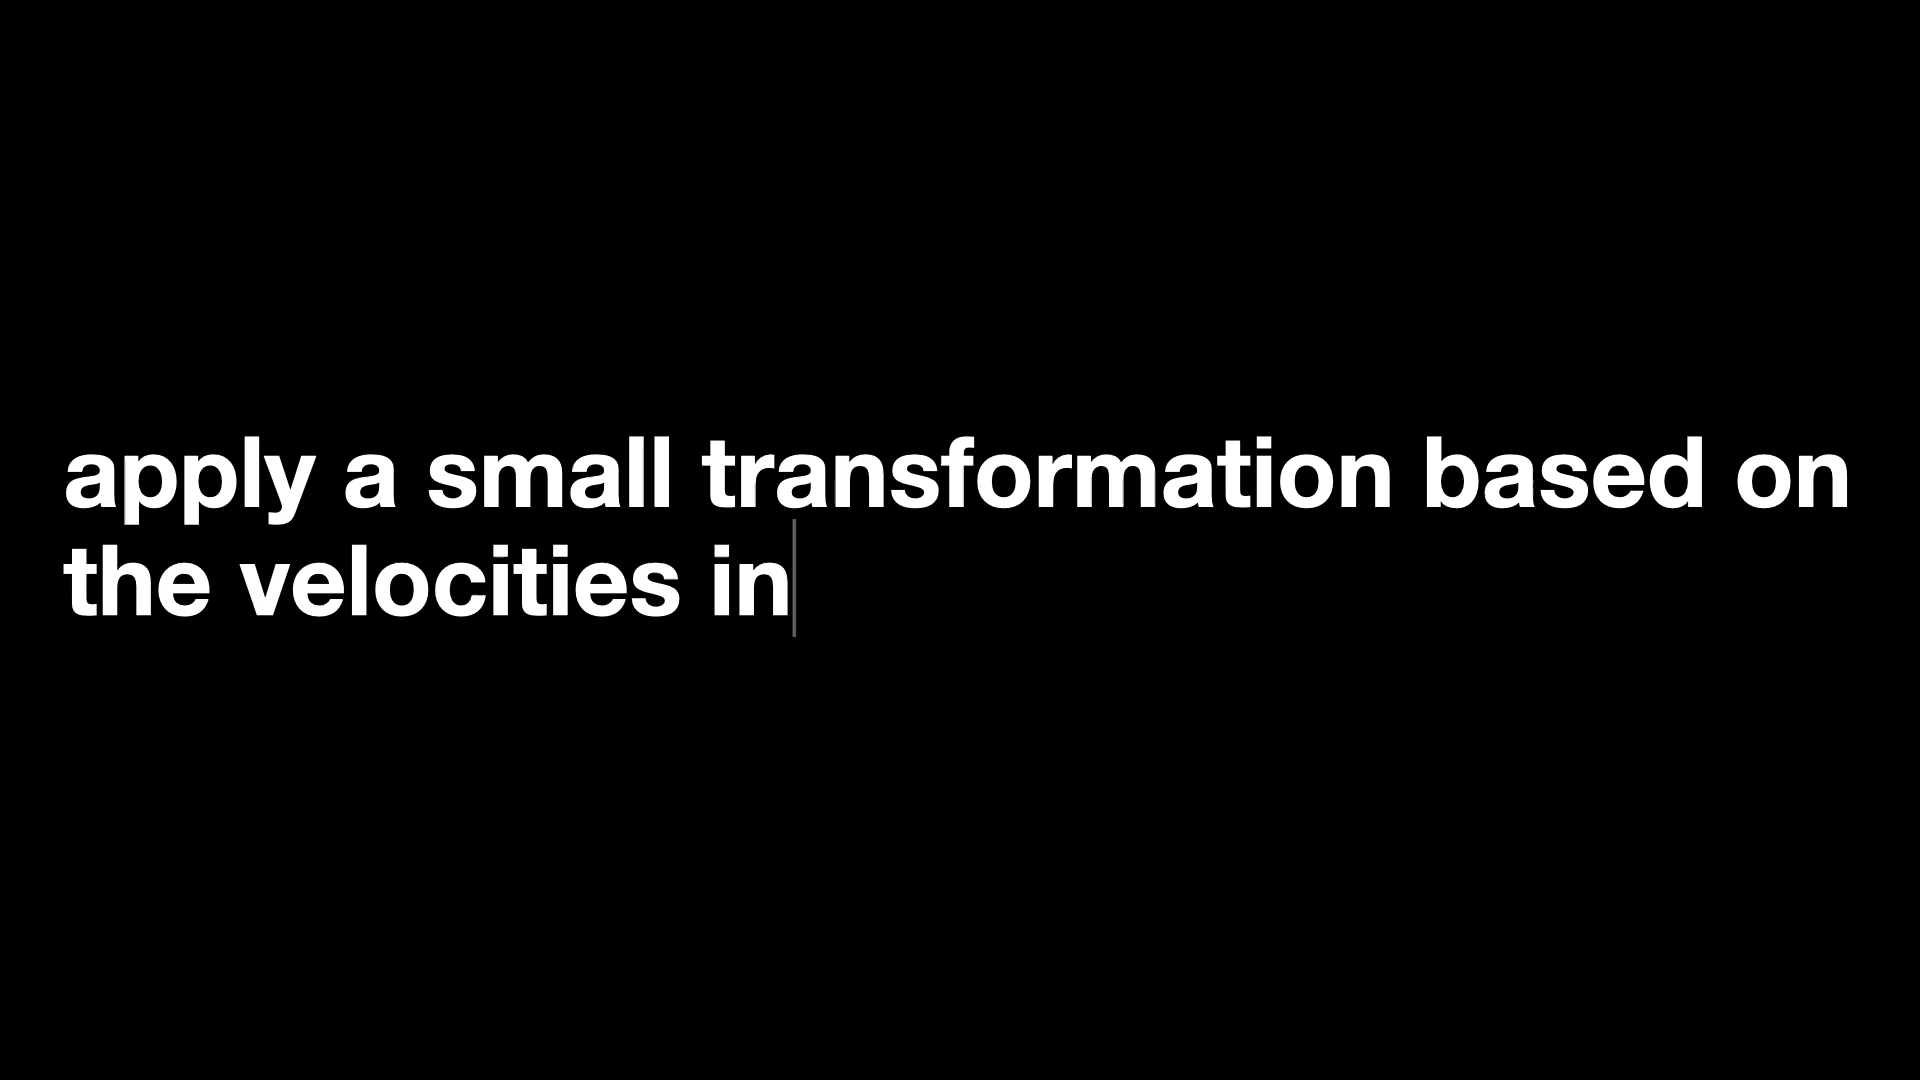 apply a small transformation based on
the velocities in